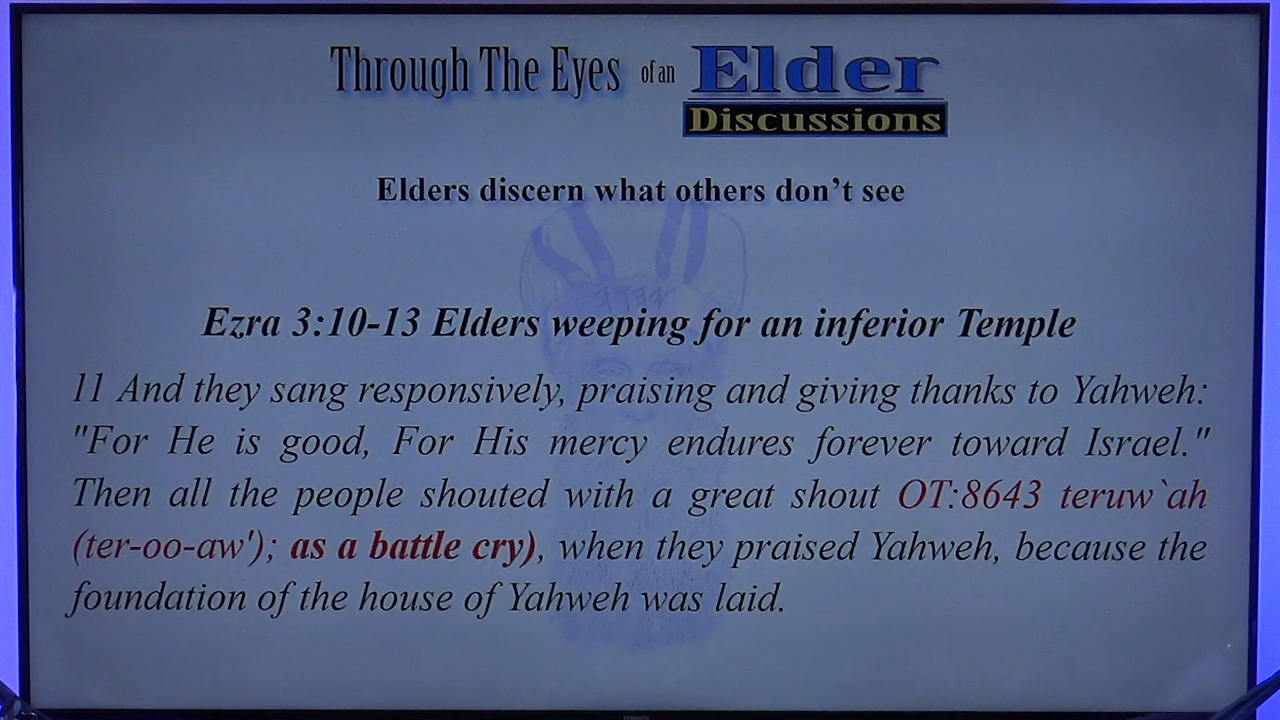 Through The Eyes of an Elder
Discussions
Elders discern what others don’t see
Ezra 3:10-13 Elders weeping for an inferior Temple
11 And they sang responsively, praising and giving thanks to Yahweh:
"For He is good, For His mercy endures forever toward Israel."
Then all the people shouted with a great shout OT:8643 teruw`ah
(ter-oo-aw'); as a battle cry), when they praised Yahweh, because the
foundation of the house of Yahweh was laid.